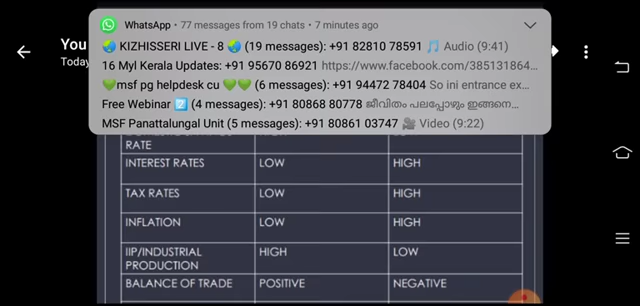 You
Today
WhatsApp • 77 messages from 19 chats • 7 minutes ago
🌏 KIZHISSERI LIVE - 8 🌏 (19 messages): +91 82810 78591 🎵 Audio (9:41)
16 Myl Kerala Updates: +91 95670 86921 https://www.facebook.com/385131864…
💚msf pg helpdesk cu 💚💚 (6 messages): +91 94472 78404 So ini entrance ex…
Free Webinar 2️⃣ (4 messages): +91 80868 80778 ജീവിതം പലപ്പോഴും ഇങ്ങനെ…
MSF Panattalungal Unit (5 messages): +91 80861 03747 🎥 Video (9:22)
RATE
INTEREST RATES LOW HIGH
TAX RATES LOW HIGH
INFLATION LOW HIGH
IIP/INDUSTRIAL HIGH LOW
PRODUCTION
BALANCE OF TRADE POSITIVE NEGATIVE